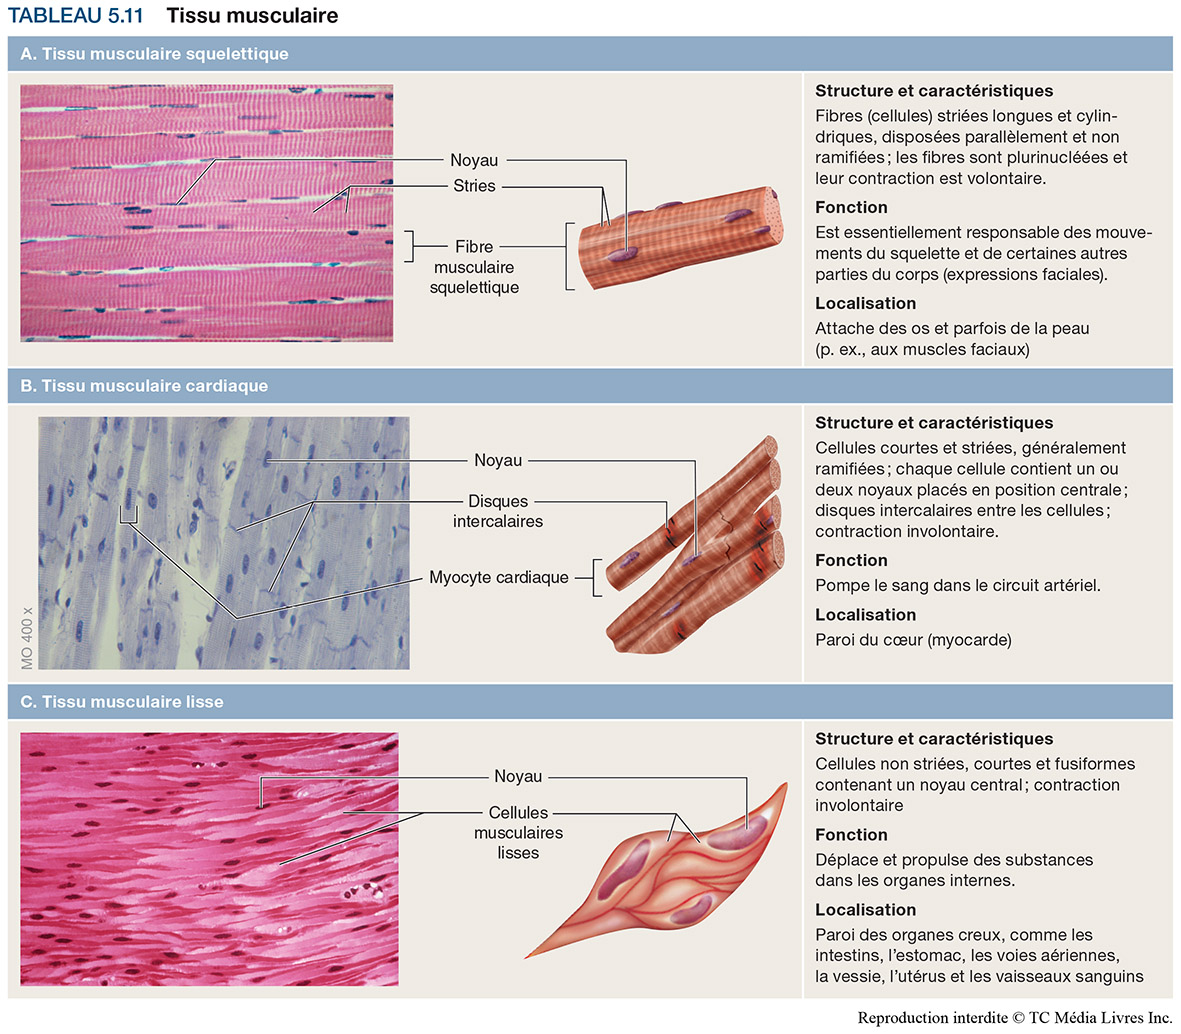 TABLEAU 5.11 Tissu musculaire
A. Tissu musculaire squelettique
Noyau
Stries
Fibre
musculaire
squelettique
Structure et caractéristiques
Fibres (cellules) striées longues et cylin-
driques, disposées parallèlement et non
ramifiées ; les fibres sont plurinucléées et
leur contraction est volontaire.
Fonction
Est essentiellement responsable des mouve-
ments du squelette et de certaines autres
parties du corps (expressions faciales).
Localisation
Attache des os et parfois de la peau
(p. ex., aux muscles faciaux)
B. Tissu musculaire cardiaque
MO 400 x
Noyau
Disques
intercalaires
Myocyte cardiaque
Structure et caractéristiques
Cellules courtes et striées, généralement
ramifiées ; chaque cellule contient un ou
deux noyaux placés en position centrale ;
disques intercalaires entre les cellules ;
contraction involontaire.
Fonction
Pompe le sang dans le circuit artériel.
Localisation
Paroi du cœur (myocarde)
C. Tissu musculaire lisse
Noyau
Cellules
musculaires
lisses
Structure et caractéristiques
Cellules non striées, courtes et fusiformes
contenant un noyau central ; contraction
involontaire
Fonction
Déplace et propulse des substances
dans les organes internes.
Localisation
Paroi des organes creux, comme les
intestins, l'estomac, les voies aériennes,
la vessie, l'utérus et les vaisseaux sanguins
Reproduction interdite © TC Média Livres Inc.